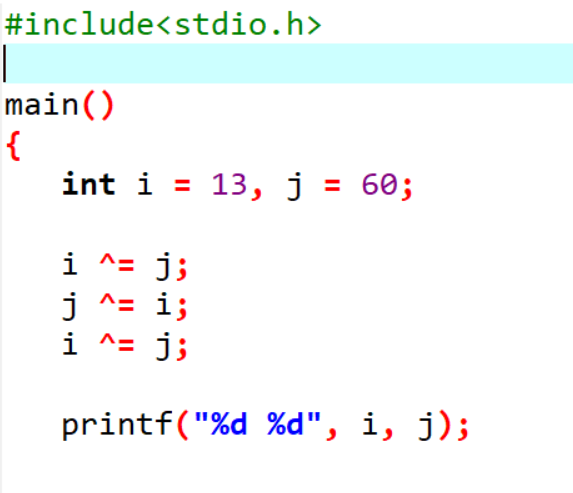 #include<stdio.h>
main()
{
int i = 13, j = 60;
i ^= j;
j ^= i;
i ^= j;
printf("%d %d", i, j);